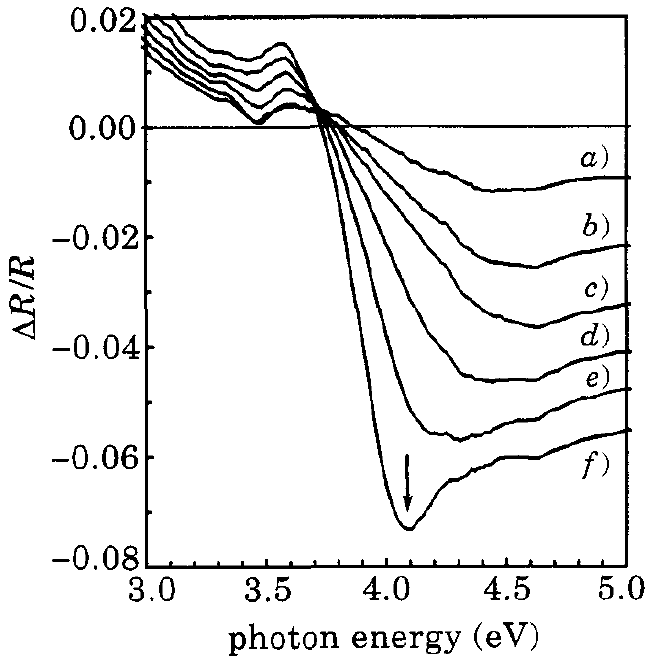 0.02
0.00
−0.02
−0.04
−0.06
−0.08
ΔR/R
a)
b)
c)
d)
e)
f)
3.0 3.5 4.0 4.5 5.0
photon energy (eV)